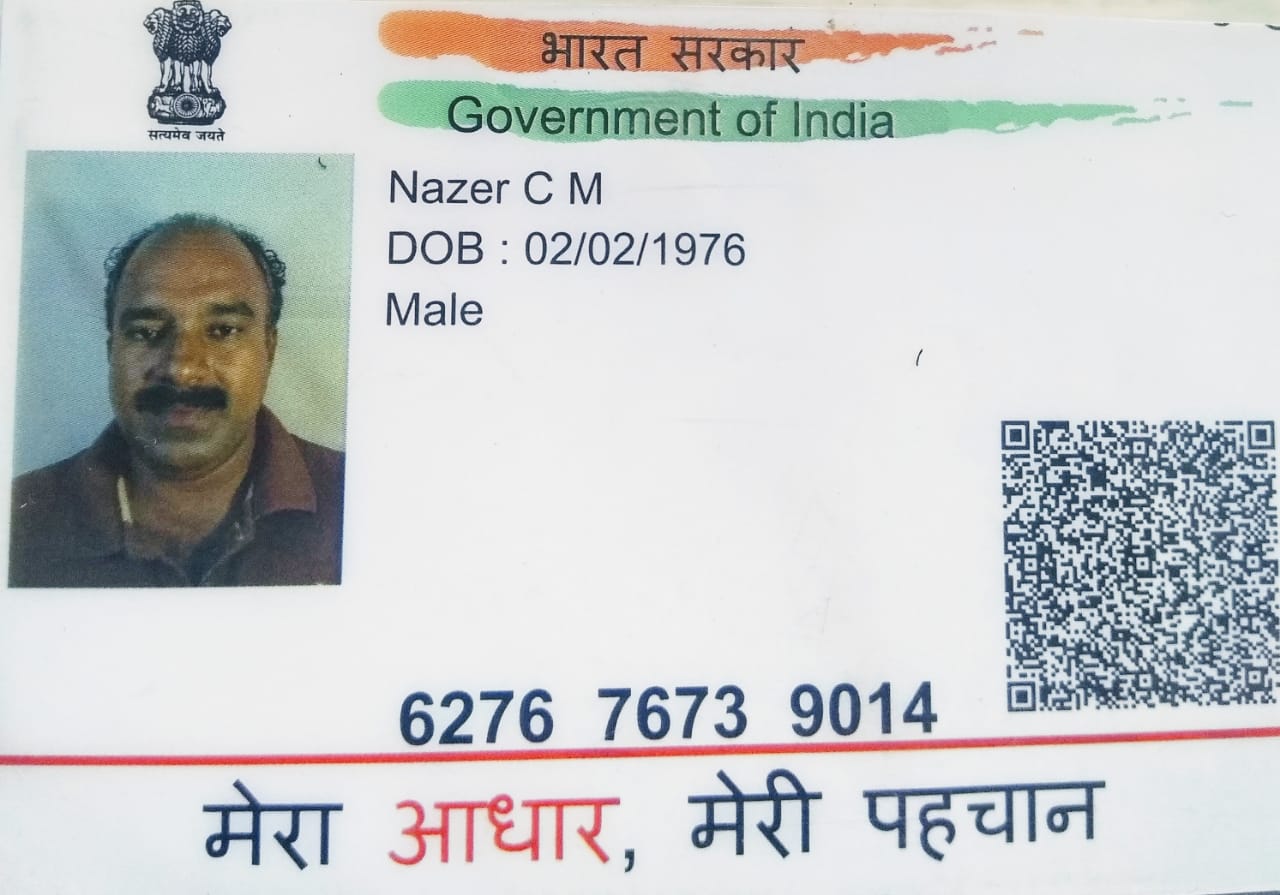 सत्यमेव जयते
भारत सरकार
Government of India
Nazer C M
DOB : 02/02/1976
Male
6276 7673 9014
मेरा आधार, मेरी पहचान